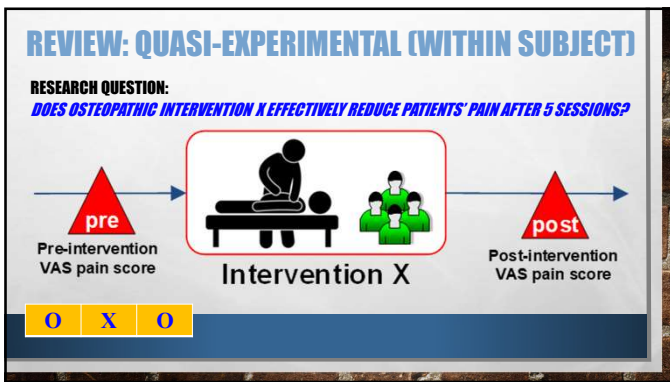 REVIEW: QUASI-EXPERIMENTAL (WITHIN SUBJECT)
RESEARCH QUESTION:
DOES OSTEOPATHIC INTERVENTION X EFFECTIVELY REDUCE PATIENTS' PAIN AFTER 5 SESSIONS?
pre
Pre-intervention
VAS pain score
Intervention X
post
Post-intervention
VAS pain score
O X O